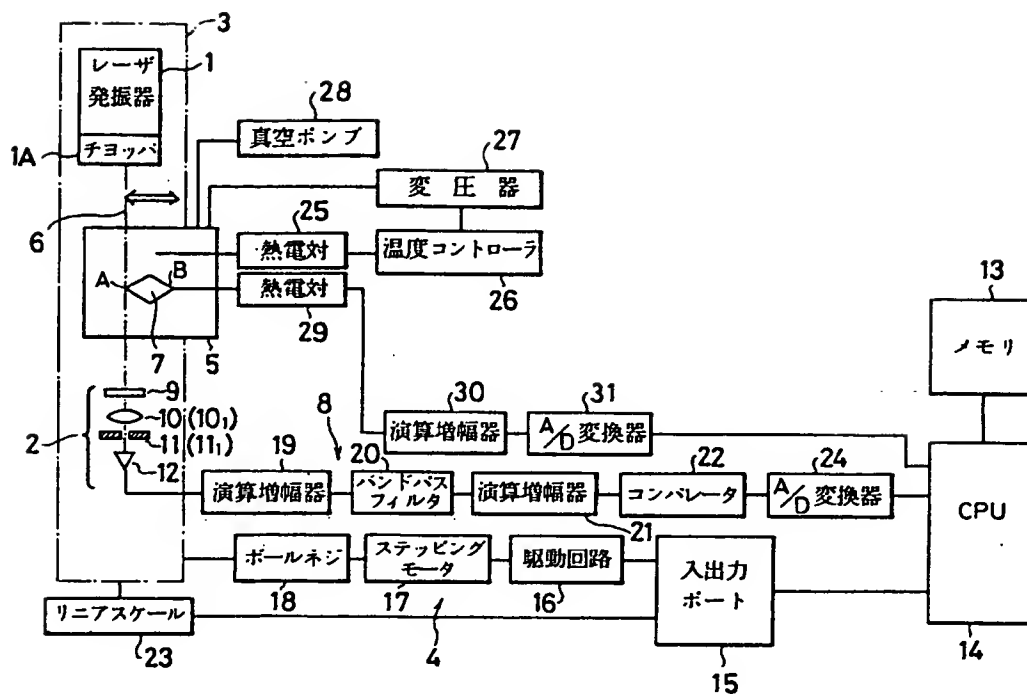 3
レーザ
発振器
1
チヨッパ
1A
28
真空ポンプ
27
変圧器
6
25
熱電対
温度コントローラ
26
A
B
熱電対
29
7
5
13
メモリ
9
10(10₁)
2
11(11₁)
12
8
30
演算増幅器
31
A/D変換器
19
演算増幅器
20
バンドパス
フィルタ
演算増幅器
21
22
コンパレータ
24
A/D変換器
CPU
14
ボールネジ
18
ステッピング
モータ
17
駆動回路
16
入出力
ポート
15
4
リニアスケール
23